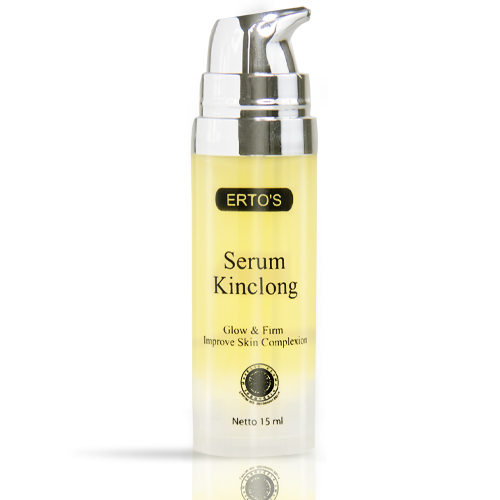 ERTO'S
Serum
Kinclong
Glow & Firm
Improve Skin Complexion
Netto 15 ml